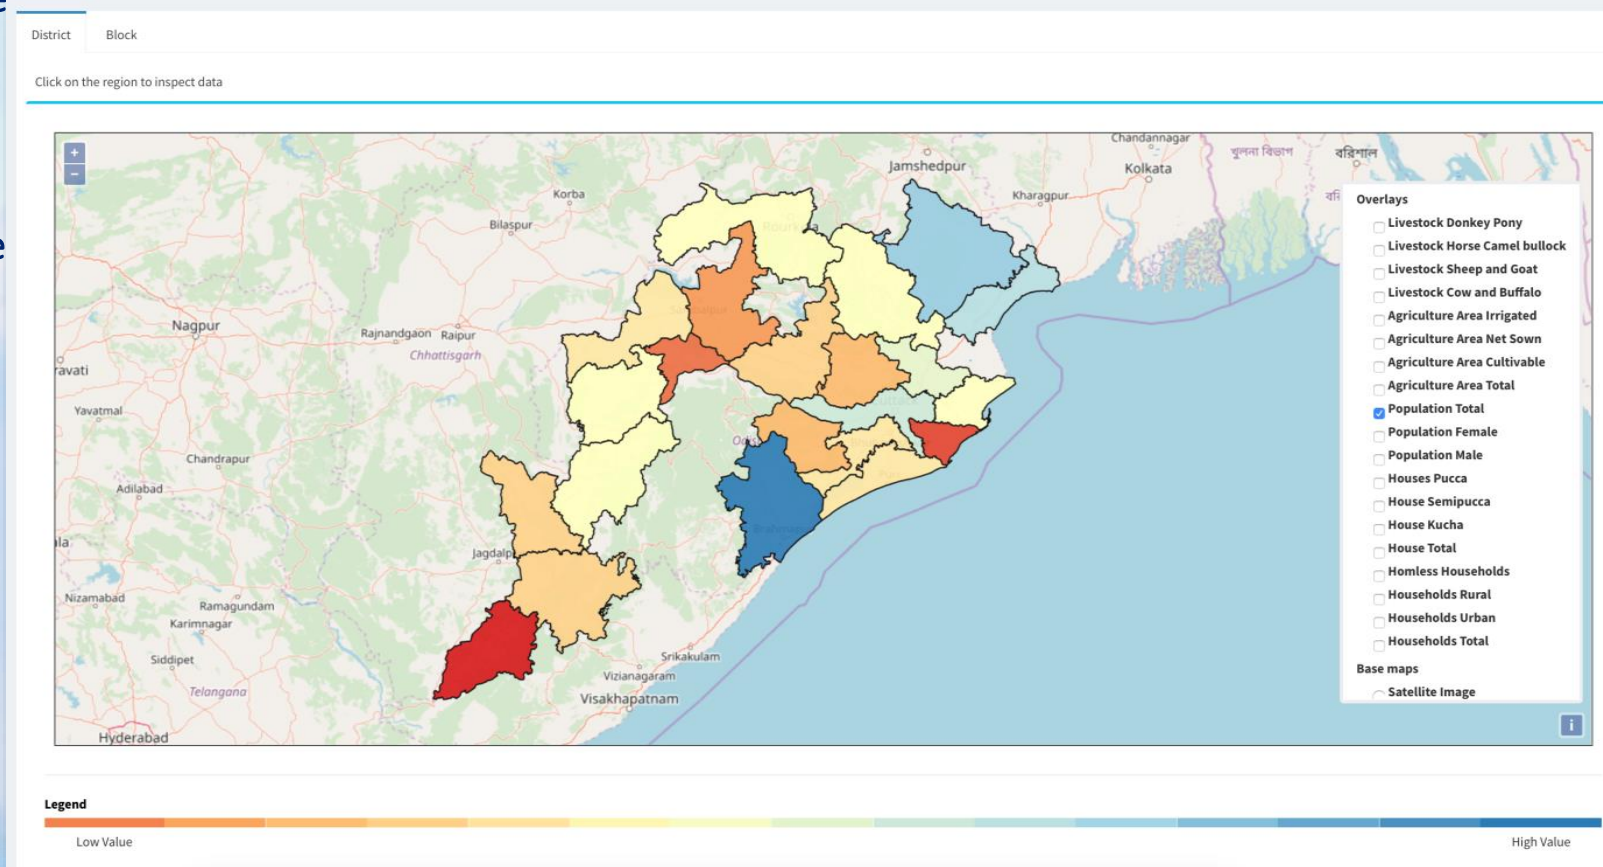 District
Block
Click on the region to inspect data
+
−
Chandannagar
Jamshedpur
Kolkata
খুলনা বিভাগ
বরিশাল
Korba
Kharagpur
Bilaspur
Nagpur
Rajnandgaon
Raipur
Chhattisgarh
ravati
Yavatmal
Chandrapur
Adilabad
Jagdalp
Nizamabad
Ramagundam
Karimnagar
Siddipet
Telangana
Srikakulam
Vizianagaram
Visakhapatnam
Hyderabad
Overlays
Livestock Donkey Pony
Livestock Horse Camel bullock
Livestock Sheep and Goat
Livestock Cow and Buffalo
Agriculture Area Irrigated
Agriculture Area Net Sown
Agriculture Area Cultivable
Agriculture Area Total
Population Total
Population Female
Population Male
Houses Pucca
House Semipucca
House Kucha
House Total
Homless Households
Households Rural
Households Urban
Households Total
Base maps
Satellite Image
i
Legend
Low Value
High Value